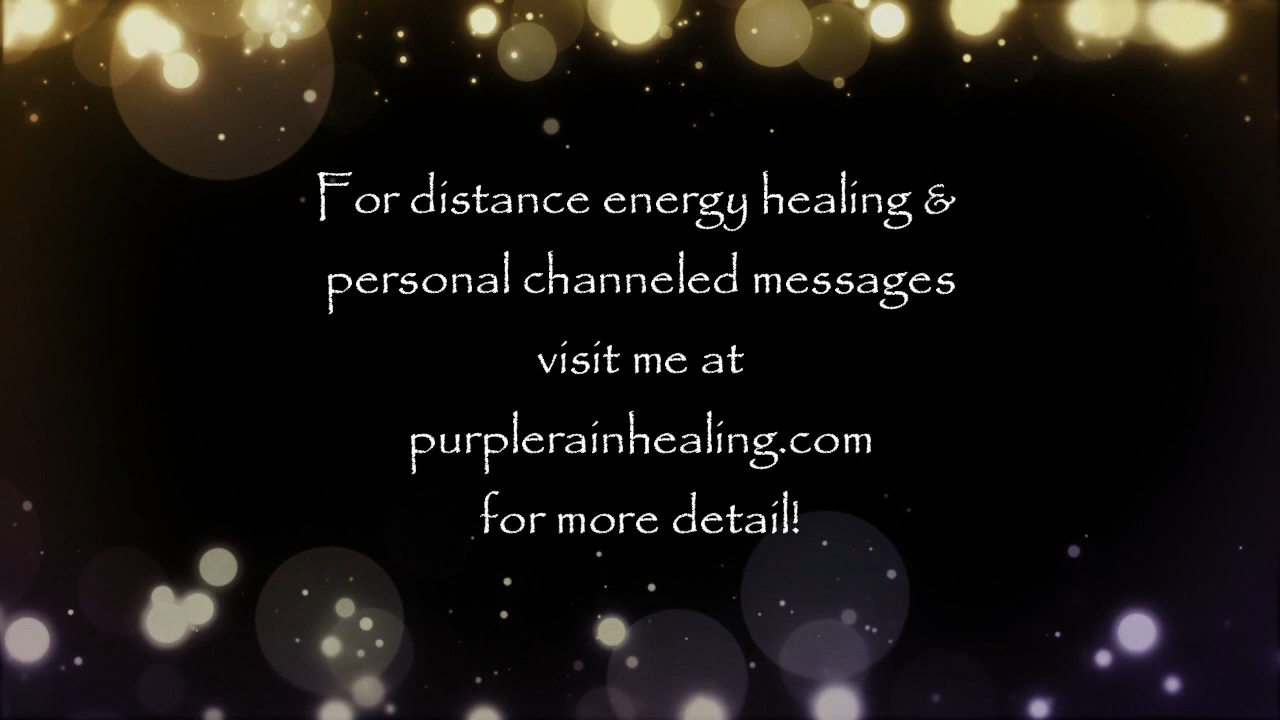 For distance energy healing &
personal channeled messages
visit me at
purplerainhealing.com
for more detail!